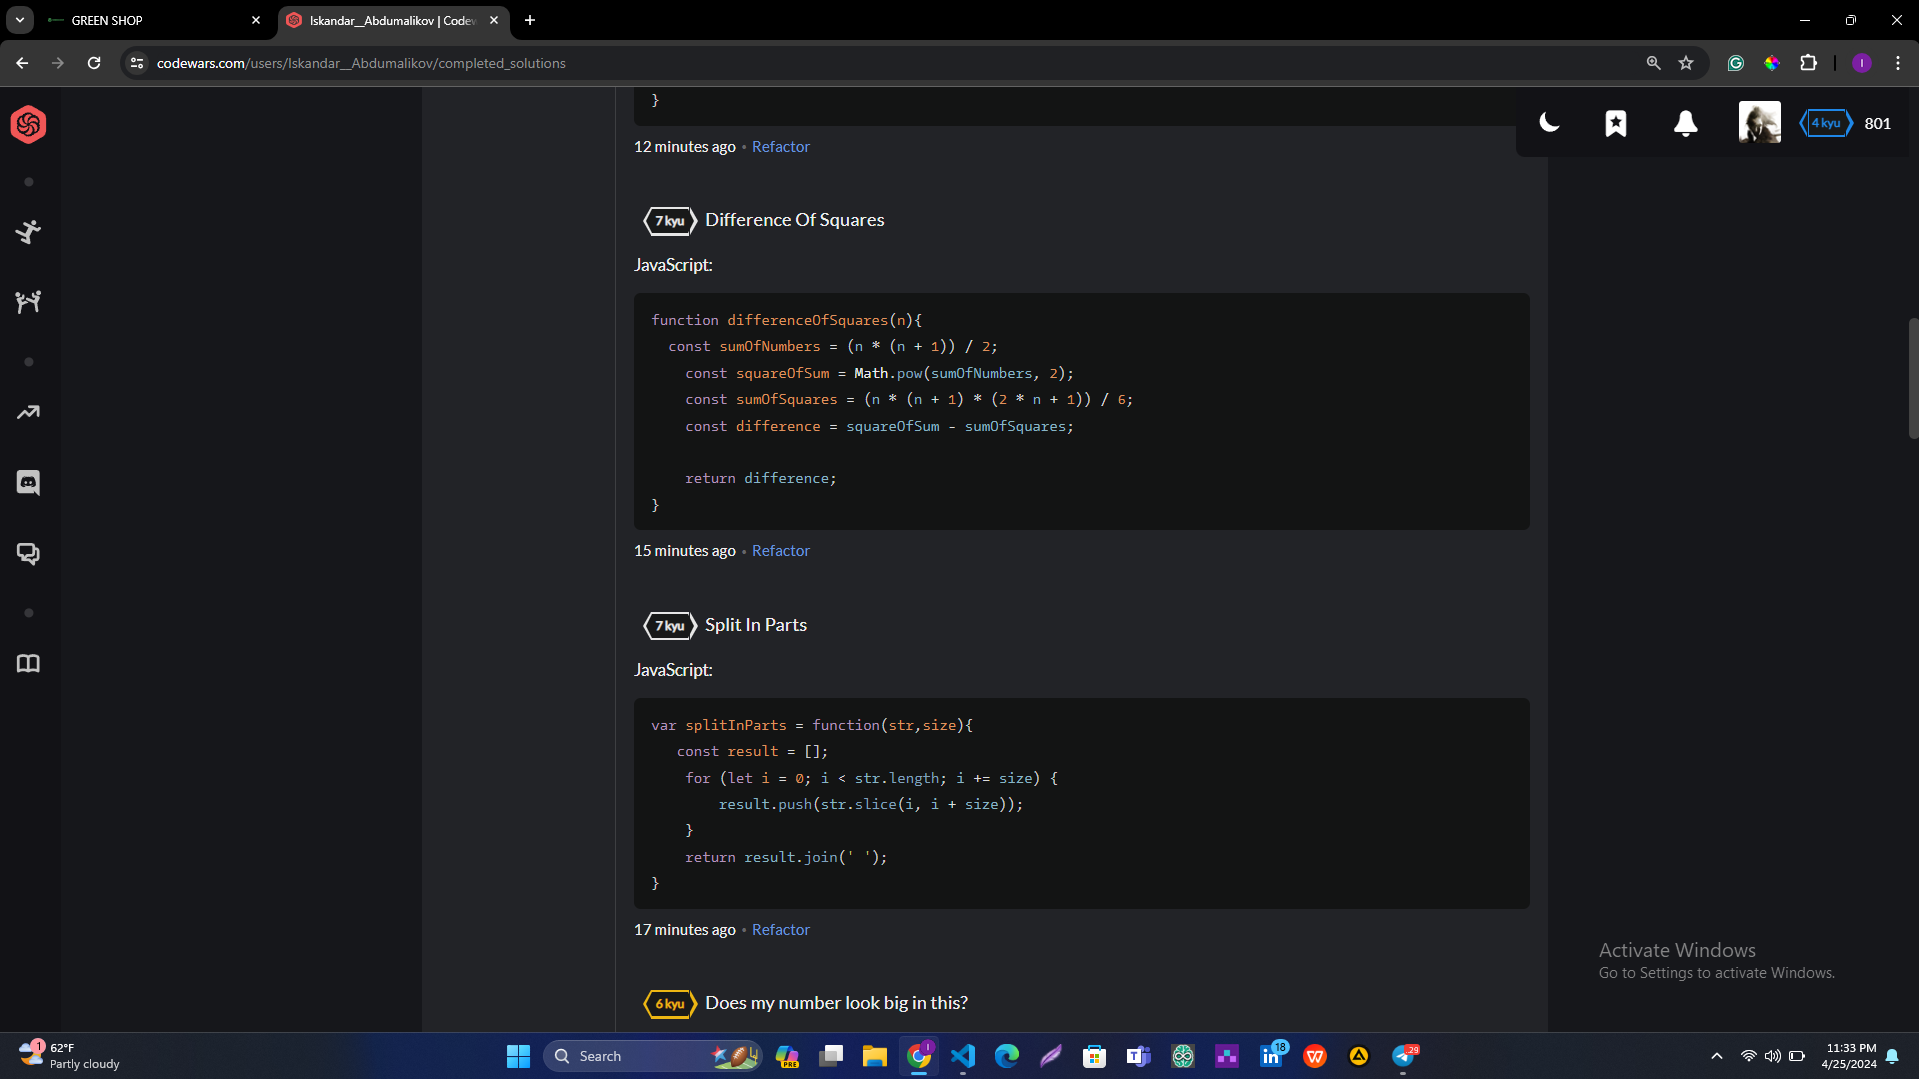 GREEN SHOP
Iskandar__Abdumalikov | Codew
codewars.com/users/Iskandar__Abdumalikov/completed_solutions
I
4 kyu
801
}
12 minutes ago • Refactor
7 kyu Difference Of Squares
JavaScript:
function differenceOfSquares(n){
const sumOfNumbers = (n * (n + 1)) / 2;
const squareOfSum = Math.pow(sumOfNumbers, 2);
const sumOfSquares = (n * (n + 1) * (2 * n + 1)) / 6;
const difference = squareOfSum - sumOfSquares;
return difference;
}
15 minutes ago • Refactor
7 kyu Split In Parts
JavaScript:
var splitInParts = function(str,size){
const result = [];
for (let i = 0; i < str.length; i += size) {
result.push(str.slice(i, i + size));
}
return result.join(' ');
}
17 minutes ago • Refactor
6 kyu Does my number look big in this?
Activate Windows
Go to Settings to activate Windows.
1
62°F
Partly cloudy
Search
PRE
I
18
29
11:33 PM
4/25/2024